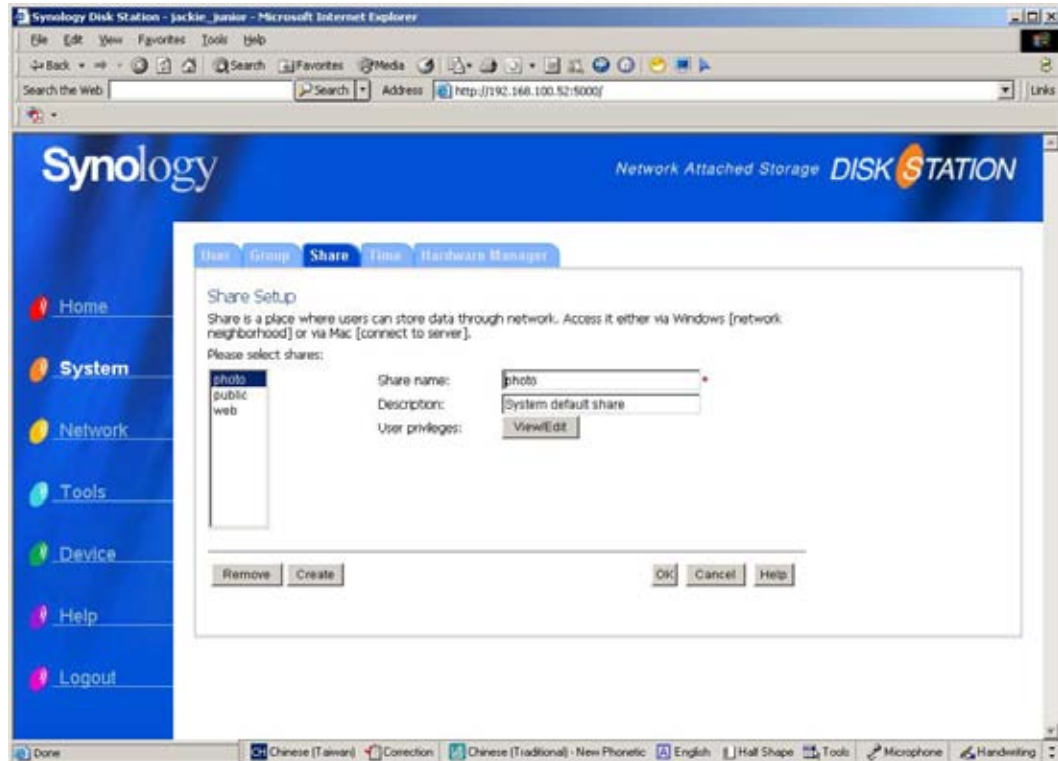 Synology Disk Station - jackie_junior - Microsoft Internet Explorer
File Edit View Favorites Tools Help
Back Search Favorites Media
Search the Web Search Address http://192.168.100.52:5000/ Links
Synology
Network Attached Storage DISK STATION
User Group Share Time Hardware Manager
Home
System
Network
Tools
Device
Help
Logout
Share Setup
Share is a place where users can store data through network. Access it either via Windows [network
neighborhood] or via Mac [connect to server].
Please select shares:
photo
public
web
Share name: photo *
Description: System default share
User privileges: View/Edit
Remove Create OK Cancel Help
Done CH Chinese (Taiwan) Correction Chinese (Traditional) - New Phonetic A English Half Shape Tools Microphone Handwriting